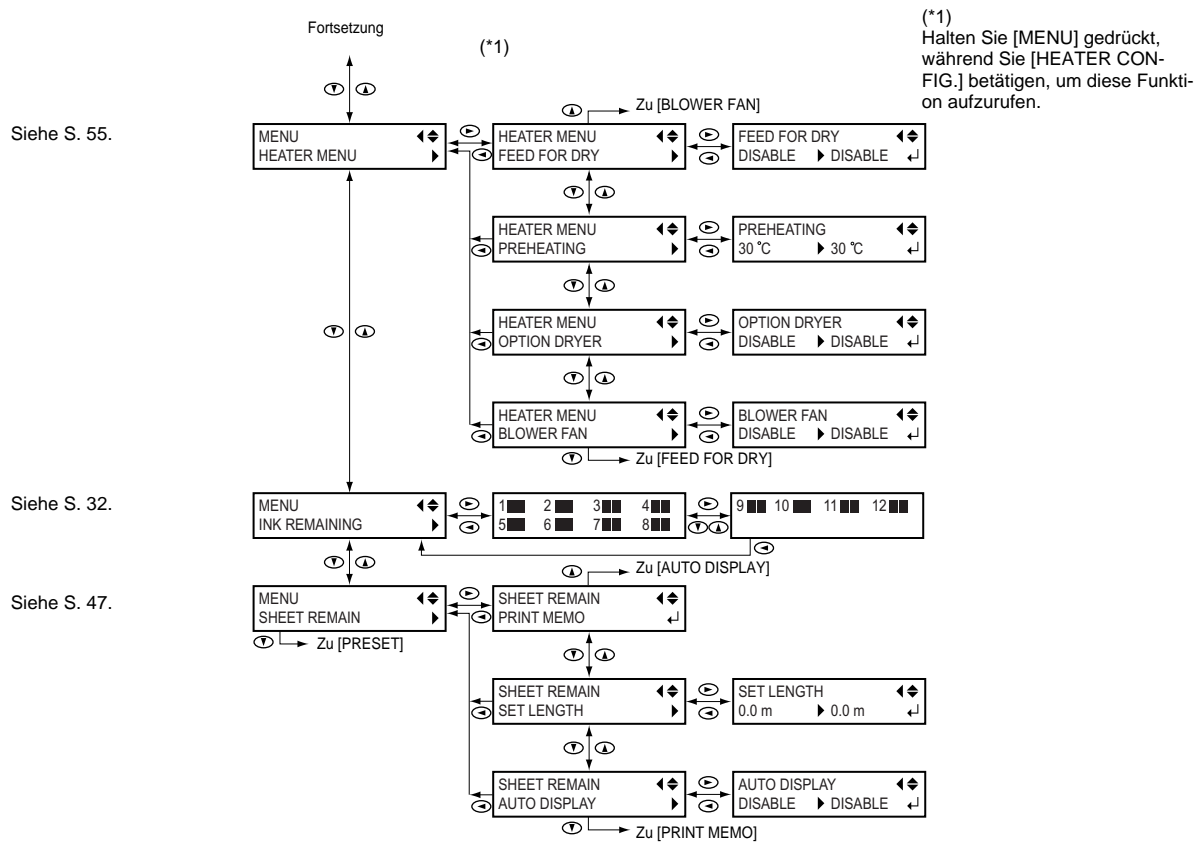 Fortsetzung
(*1)
(*1)
Halten Sie [MENU] gedrückt,
während Sie [HEATER CON-
FIG.] betätigen, um diese Funkti-
on aufzurufen.
Zu [BLOWER FAN]
Siehe S. 55.
MENU
HEATER MENU
HEATER MENU
FEED FOR DRY
FEED FOR DRY
DISABLE DISABLE
HEATER MENU
PREHEATING
PREHEATING
30 °C 30 °C
HEATER MENU
OPTION DRYER
OPTION DRYER
DISABLE DISABLE
HEATER MENU
BLOWER FAN
BLOWER FAN
DISABLE DISABLE
Zu [FEED FOR DRY]
Siehe S. 32.
MENU
INK REMAINING
1 2 3 4
5 6 7 8
9 10 11 12
Zu [AUTO DISPLAY]
Siehe S. 47.
MENU
SHEET REMAIN
Zu [PRESET]
SHEET REMAIN
PRINT MEMO
SHEET REMAIN
SET LENGTH
SET LENGTH
0.0 m 0.0 m
SHEET REMAIN
AUTO DISPLAY
AUTO DISPLAY
DISABLE DISABLE
Zu [PRINT MEMO]